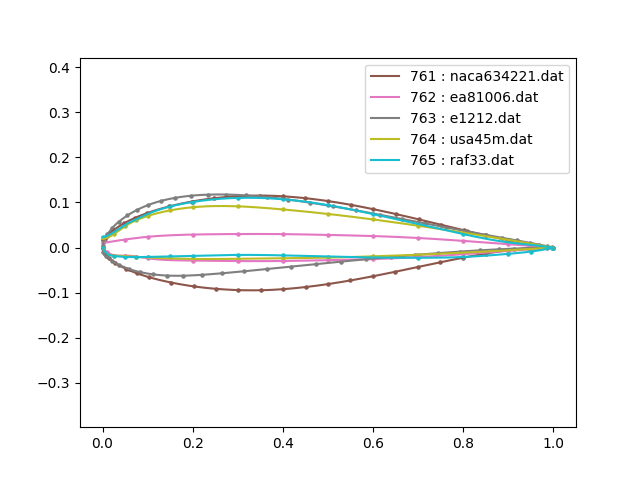 0.4
0.3
0.2
0.1
0.0
−0.1
−0.2
−0.3
0.0 0.2 0.4 0.6 0.8 1.0
761 : naca634221.dat
762 : ea81006.dat
763 : e1212.dat
764 : usa45m.dat
765 : raf33.dat